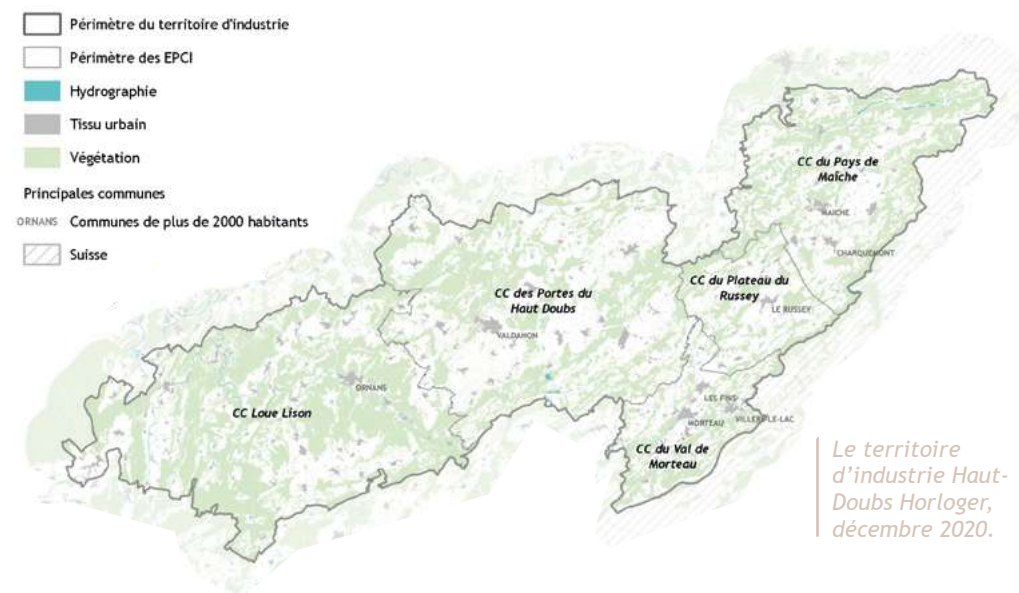 Périmètre du territoire d'industrie
Périmètre des EPCI
Hydrographie
Tissu urbain
Végétation
Principales communes
ORNANS Communes de plus de 2000 habitants
Suisse
CC du Pays de
Maîche
MAICHE
CHARQUEMONT
CC du Plateau du
Russey
LE RUSSEY
CC des Portes du
Haut Doubs
VALDAHON
ORNANS
CC Loue Lison
LES FINS
MORTEAU
VILLERS-LE-LAC
CC du Val de
Morteau
Le territoire
d'industrie Haut-
Doubs Horloger,
décembre 2020.